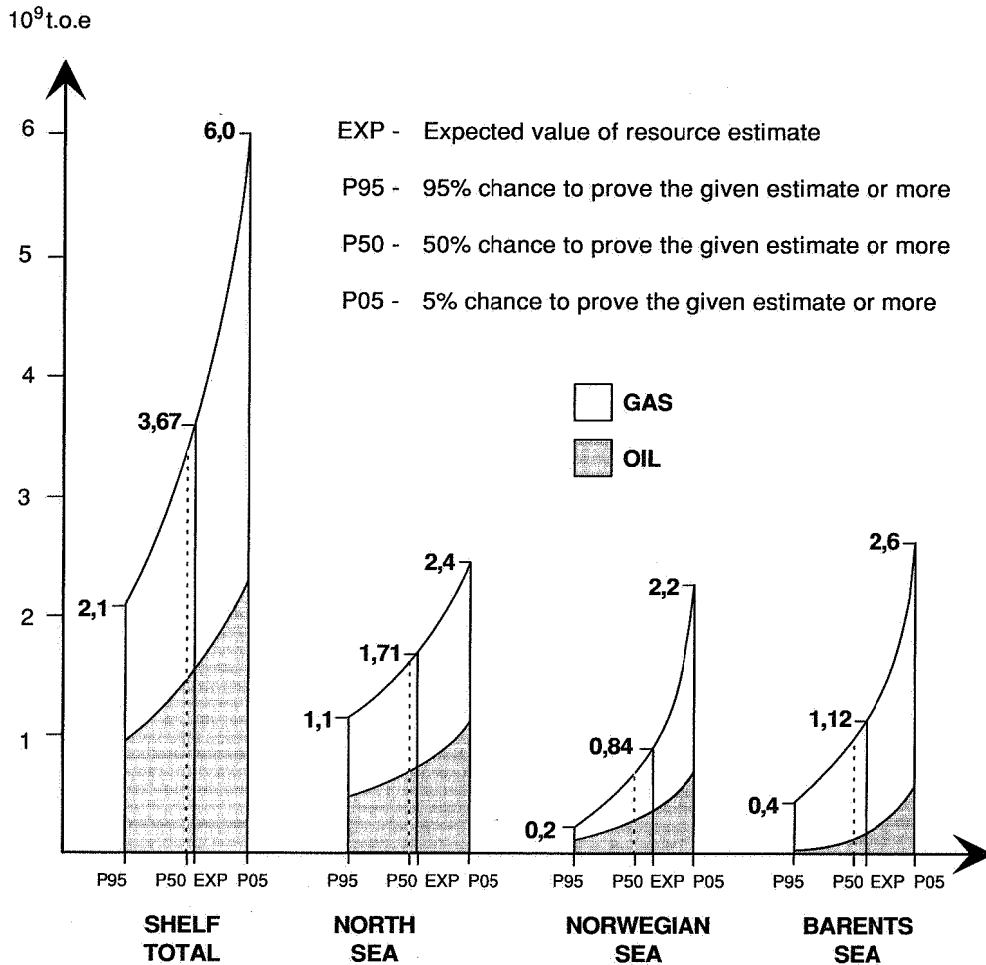 10⁹t.o.e
6
5
4
3
2
1
EXP - Expected value of resource estimate
P95 - 95% chance to prove the given estimate or more
P50 - 50% chance to prove the given estimate or more
P05 - 5% chance to prove the given estimate or more
GAS
OIL
6,0
3,67
2,1
2,4
1,71
1,1
2,2
0,84
0,2
2,6
1,12
0,4
P95 P50 EXP P05
P95 P50 EXP P05
P95 P50 EXP P05
P95 P50 EXP P05
SHELF
TOTAL
NORTH
SEA
NORWEGIAN
SEA
BARENTS
SEA